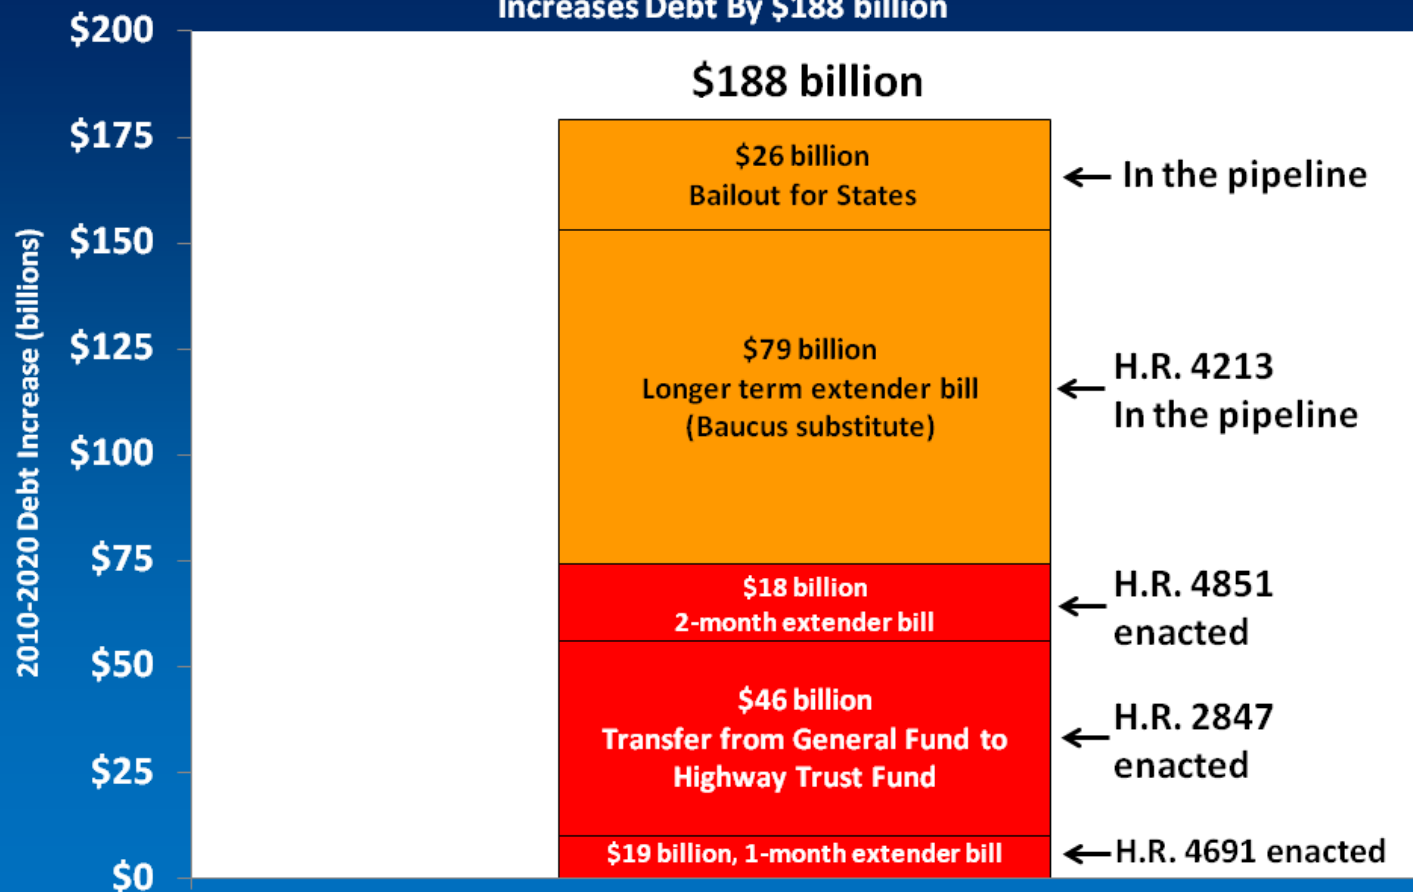 Increases Debt By $188 billion
$200
$175
$150
$125
$100
$75
$50
$25
$0
2010-2020 Debt Increase (billions)
$188 billion
$26 billion
Bailout for States
← In the pipeline
$79 billion
Longer term extender bill
(Baucus substitute)
← H.R. 4213
In the pipeline
$18 billion
2-month extender bill
← H.R. 4851
enacted
$46 billion
Transfer from General Fund to
Highway Trust Fund
← H.R. 2847
enacted
$19 billion, 1-month extender bill
← H.R. 4691 enacted